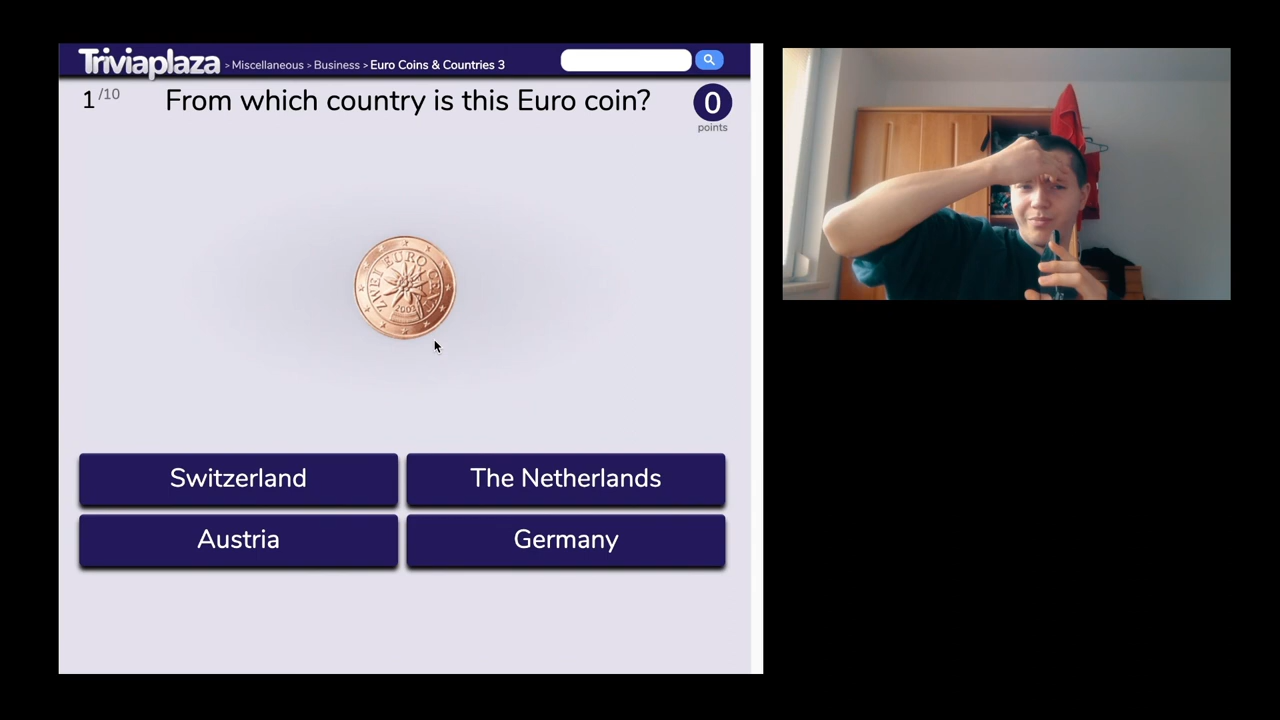 Triviaplaza > Miscellaneous > Business > Euro Coins & Countries 3
1/10 From which country is this Euro coin? 0
points
ZWEI EURO CENT
Switzerland The Netherlands
Austria Germany